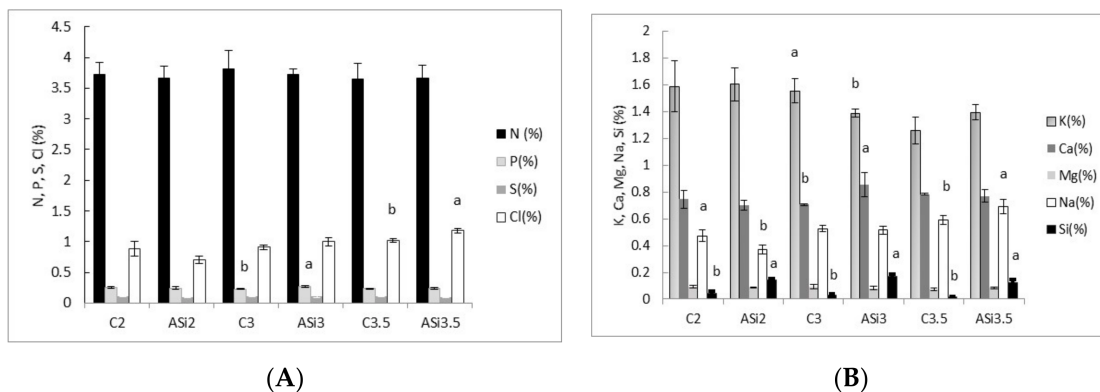 4.5
4
3.5
3
2.5
2
1.5
1
0.5
0
N, P, S, Cl (%)
b a b a
C2 ASi2 C3 ASi3 C3.5 ASi3.5
N (%)
P(%)
S(%)
Cl(%)
(A)
2
1.8
1.6
1.4
1.2
1
0.8
0.6
0.4
0.2
0
K, Ca, Mg, Na, Si (%)
a
b
a
b
a a
b
b a b b a
C2 ASi2 C3 ASi3 C3.5 ASi3.5
K(%)
Ca(%)
Mg(%)
Na(%)
Si(%)
(B)